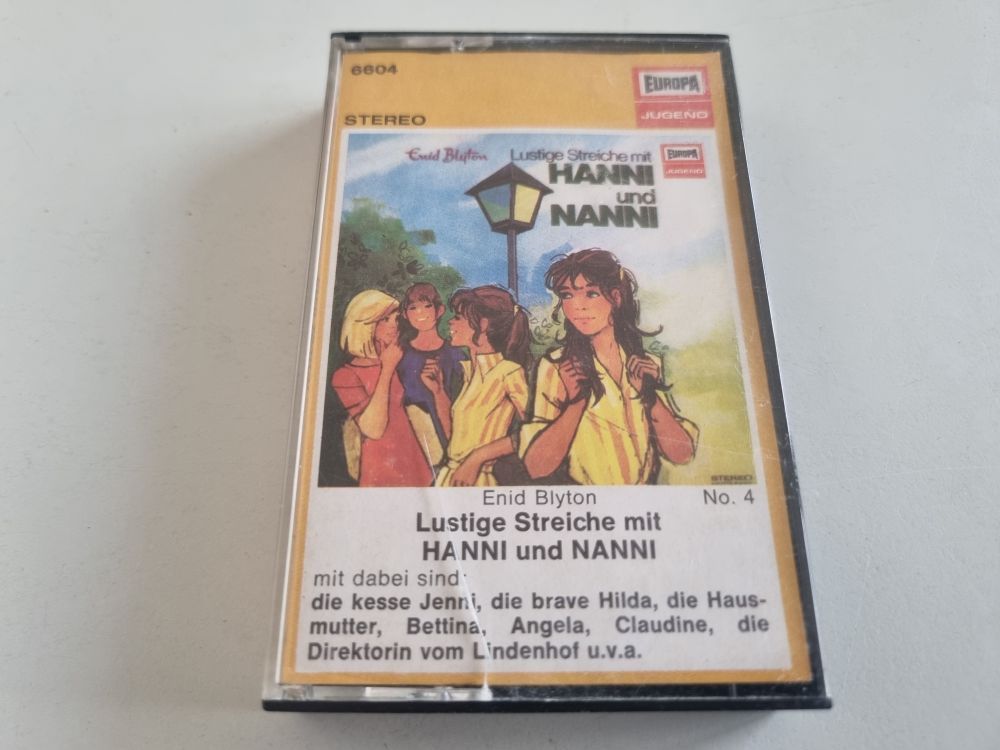 6604
EUROPA
JUGEND
STEREO
Enid Blyton
Lustige Streiche mit
HANNI
und
NANNI
EUROPA
JUGEND
STEREO
Enid Blyton No. 4
Lustige Streiche mit
HANNI und NANNI
mit dabei sind:
die kesse Jenni, die brave Hilda, die Haus-
mutter, Bettina, Angela, Claudine, die
Direktorin vom Lindenhof u.v.a.